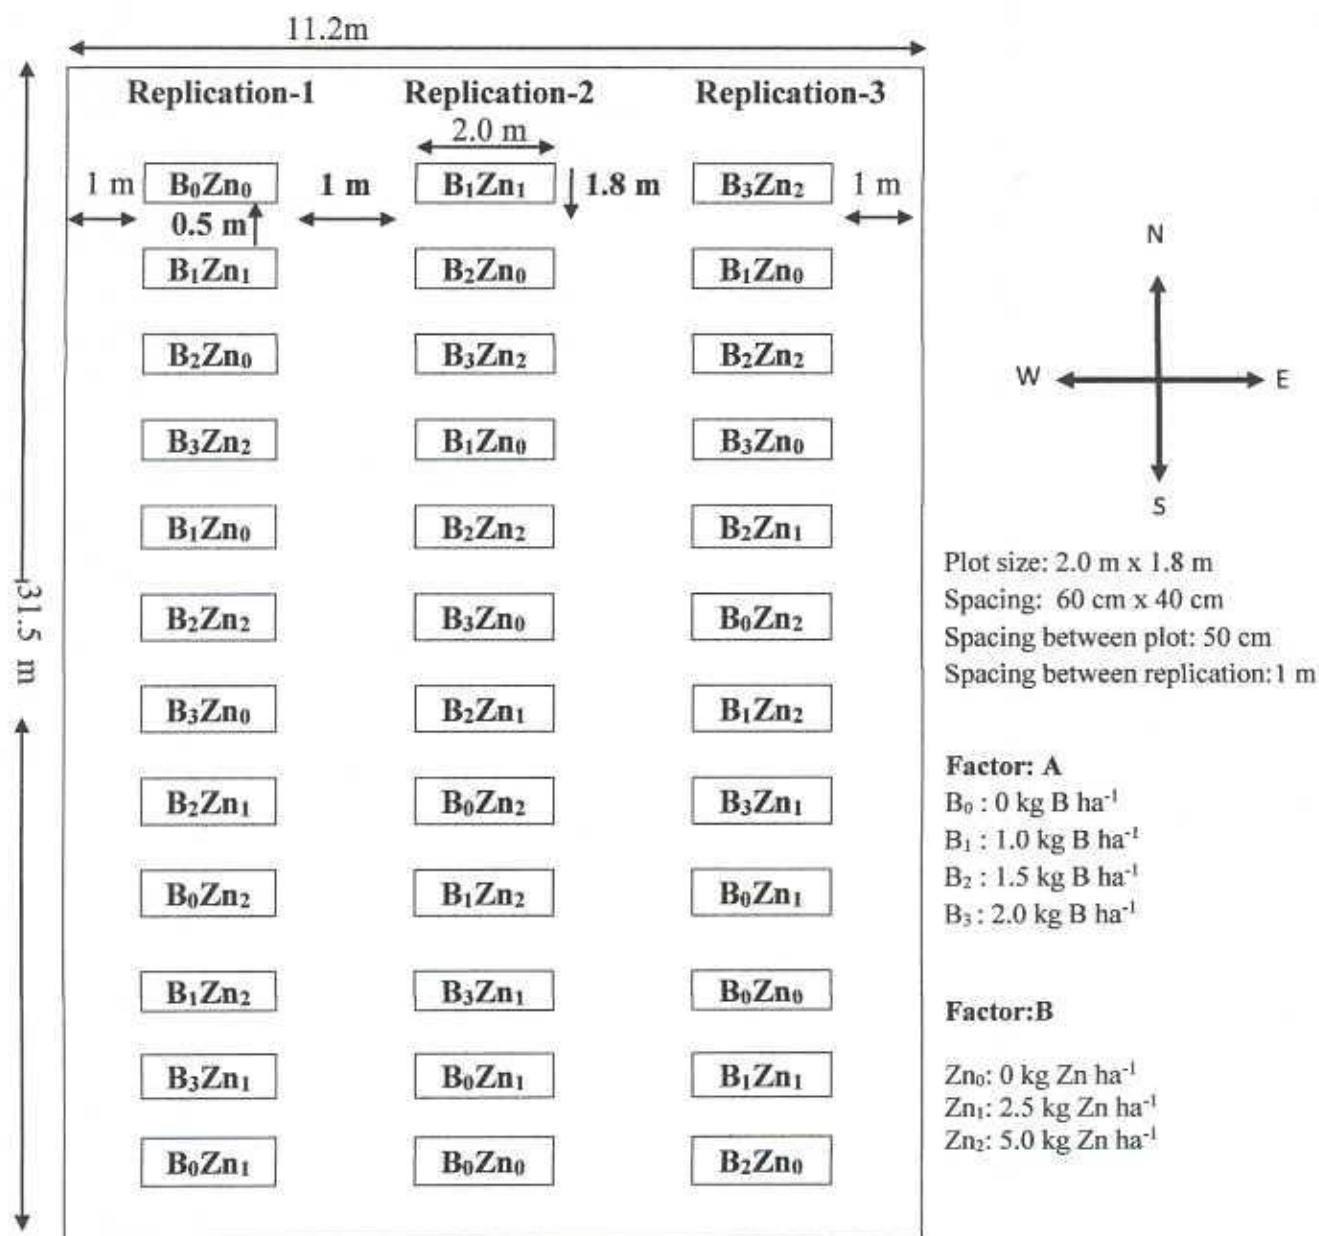 11.2m
Replication-1 Replication-2 Replication-3
2.0 m
1 m B₀Zn₀ 1 m B₁Zn₁ 1.8 m B₃Zn₂ 1 m
0.5 m
B₁Zn₁ B₂Zn₀ B₁Zn₀
B₂Zn₀ B₃Zn₂ B₂Zn₂
B₃Zn₂ B₁Zn₀ B₃Zn₀
B₁Zn₀ B₂Zn₂ B₂Zn₁
B₂Zn₂ B₃Zn₀ B₀Zn₂
B₃Zn₀ B₂Zn₁ B₁Zn₂
B₂Zn₁ B₀Zn₂ B₃Zn₁
B₀Zn₂ B₁Zn₂ B₀Zn₁
B₁Zn₂ B₃Zn₁ B₀Zn₀
B₃Zn₁ B₀Zn₁ B₁Zn₁
B₀Zn₁ B₀Zn₀ B₂Zn₀
31.5 m
N
W E
S
Plot size: 2.0 m x 1.8 m
Spacing: 60 cm x 40 cm
Spacing between plot: 50 cm
Spacing between replication: 1 m
Factor: A
B₀ : 0 kg B ha⁻¹
B₁ : 1.0 kg B ha⁻¹
B₂ : 1.5 kg B ha⁻¹
B₃ : 2.0 kg B ha⁻¹
Factor:B
Zn₀: 0 kg Zn ha⁻¹
Zn₁: 2.5 kg Zn ha⁻¹
Zn₂: 5.0 kg Zn ha⁻¹